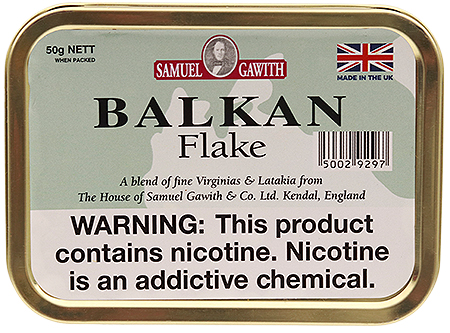 50g NETT
WHEN PACKED
SAMUEL GAWITH
MADE IN THE UK
BALKAN
Flake
5002 9297
A blend of fine Virginias & Latakia from
The House of Samuel Gawith & Co. Ltd. Kendal, England
WARNING: This product
contains nicotine. Nicotine
is an addictive chemical.